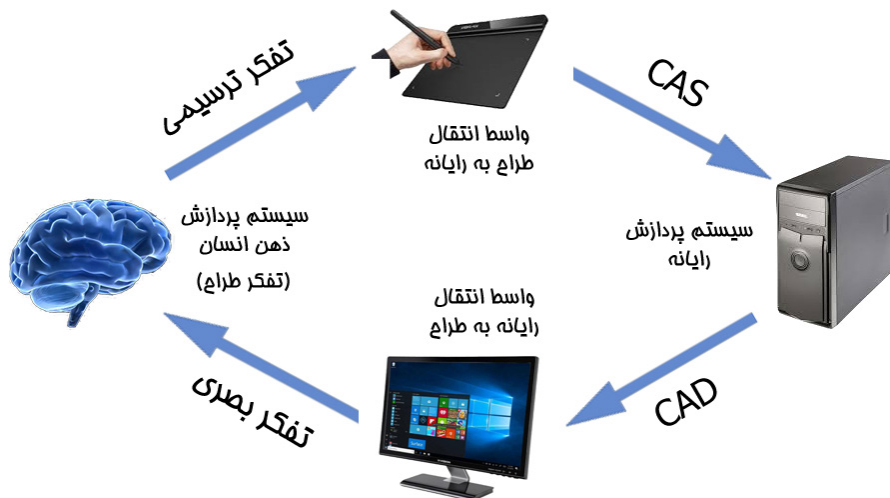 تفکر ترسیمی
CAS
واسط انتقال
طراح به رایانه
سیستم پردازش
ذهن انسان
(تفکر طراح)
سیستم پردازش
رایانه
واسط انتقال
رایانه به طراح
تفکر بصری
CAD